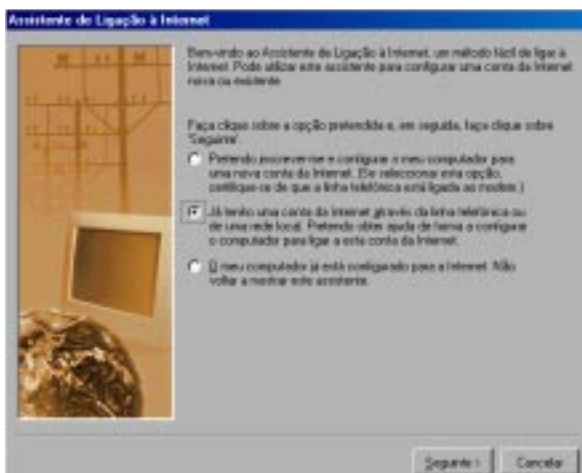 Assistente de Ligação à Internet
Bem-vindo ao Assistente de Ligação à Internet, um método fácil de ligar à
Internet. Pode utilizar este assistente para configurar uma conta da Internet
nova ou existente.
Faça clique sobre a opção pretendida e, em seguida, faça clique sobre
'Seguinte'.
Pretendo inscrever-me e configurar o meu computador para
uma nova conta da Internet. (Se seleccionar esta opção,
certifique-se de que a linha telefónica está ligada ao modem.)
Já tenho uma conta da Internet através da linha telefónica ou
de uma rede local. Pretendo obter ajuda de forma a configurar
o computador para ligar a esta conta da Internet.
O meu computador já está configurado para a Internet. Não
voltar a mostrar este assistente.
Seguinte >
Cancelar